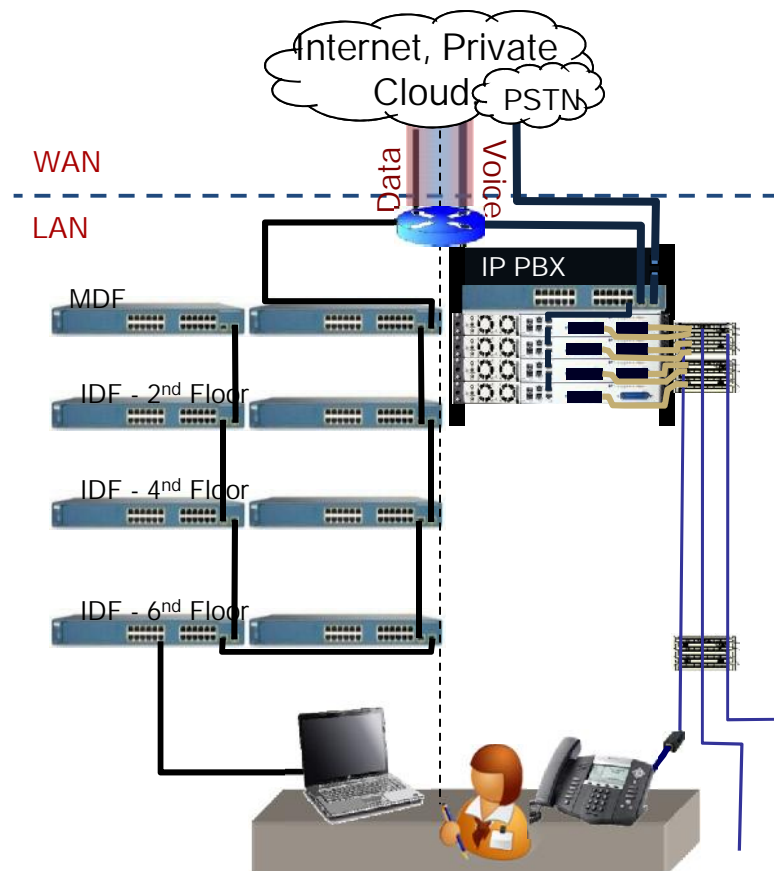 Internet, Private
Cloud
PSTN
WAN
Data
Voice
LAN
IP PBX
MDF
IDF - 2nd Floor
IDF - 4nd Floor
IDF - 6nd Floor